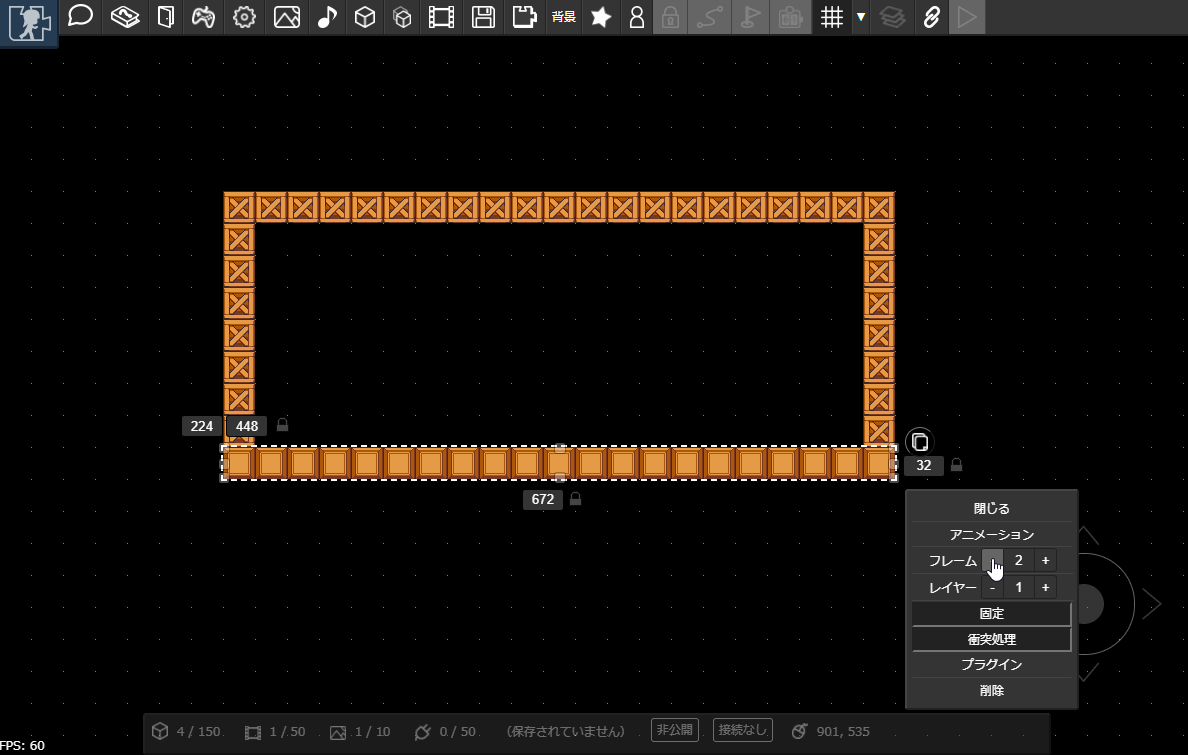 背景
224 448
32
672
閉じる
アニメーション
フレーム - 2 +
レイヤー - 1 +
固定
衝突処理
プラグイン
削除
4 / 150 1 / 50 1 / 10 0 / 50 (保存されていません) 非公開 接続なし 901, 535
FPS: 60